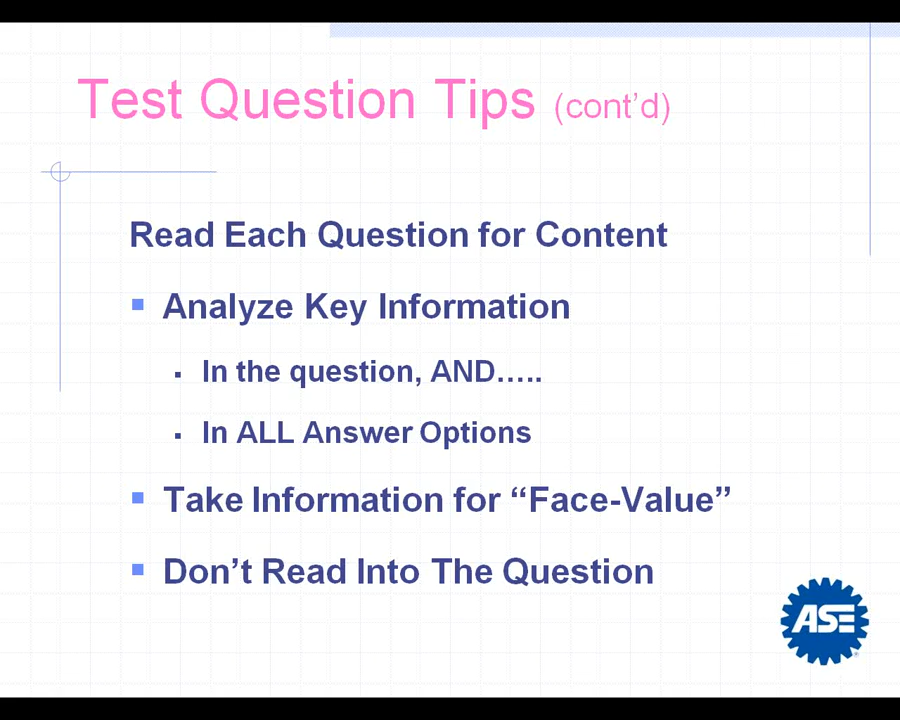 Test Question Tips (cont’d)
Read Each Question for Content
Analyze Key Information
In the question, AND…..
In ALL Answer Options
Take Information for “Face-Value”
Don’t Read Into The Question
ASE